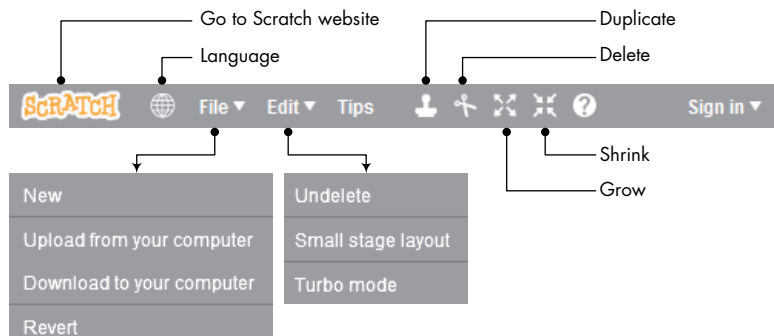 Go to Scratch website
Duplicate
Language
Delete
SCRATCH File Edit Tips ? Sign in
Shrink
Grow
New
Upload from your computer
Download to your computer
Revert
Undelete
Small stage layout
Turbo mode